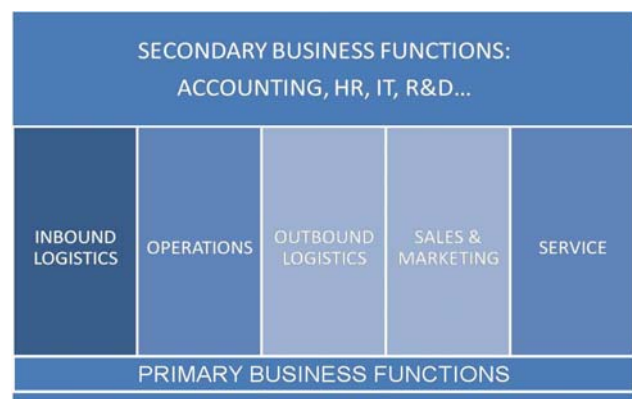 SECONDARY BUSINESS FUNCTIONS:
ACCOUNTING, HR, IT, R&D...
INBOUND
LOGISTICS
OPERATIONS
OUTBOUND
LOGISTICS
SALES &
MARKETING
SERVICE
PRIMARY BUSINESS FUNCTIONS